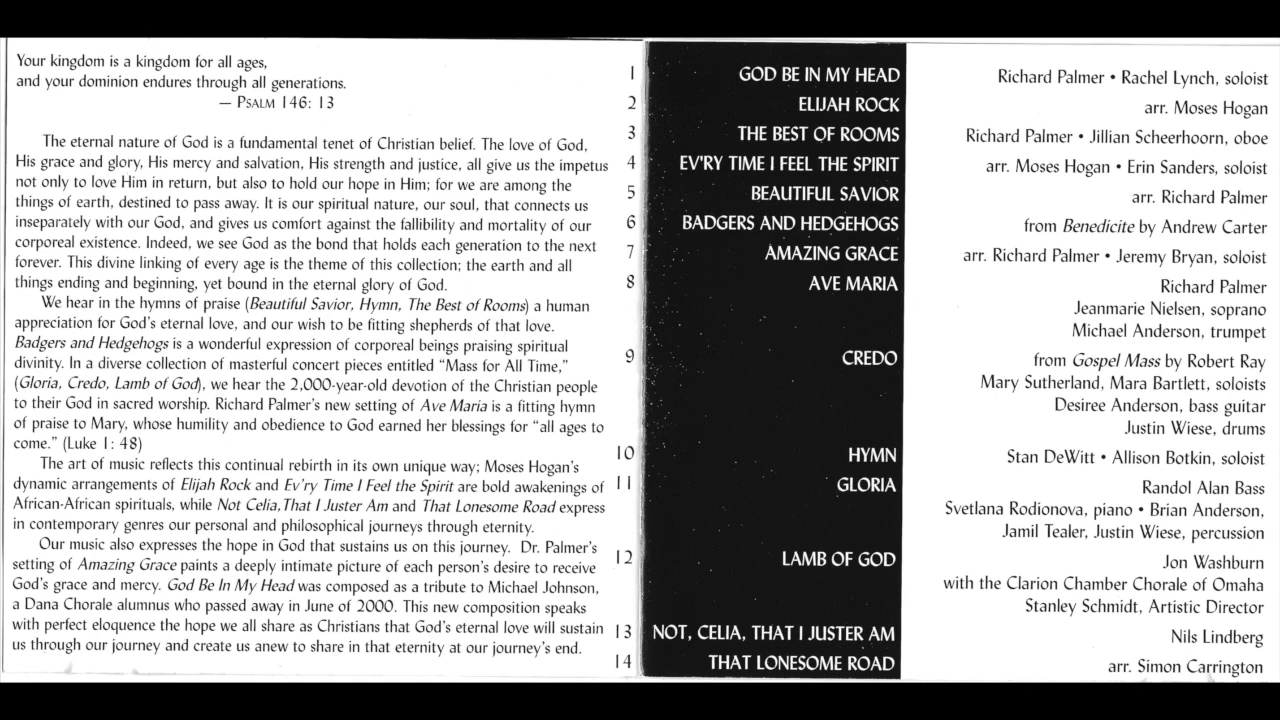 Your kingdom is a kingdom for all ages,
and your dominion endures through all generations.
— PSALM 146: 13
The eternal nature of God is a fundamental tenet of Christian belief. The love of God,
His grace and glory, His mercy and salvation, His strength and justice, all give us the impetus
not only to love Him in return, but also to hold our hope in Him; for we are among the
things of earth, destined to pass away. It is our spiritual nature, our soul, that connects us
inseparately with our God, and gives us comfort against the fallibility and mortality of our
corporeal existence. Indeed, we see God as the bond that holds each generation to the next
forever. This divine linking of every age is the theme of this collection; the earth and all
things ending and beginning, yet bound in the eternal glory of God.
We hear in the hymns of praise (Beautiful Savior, Hymn, The Best of Rooms) a human
appreciation for God's eternal love, and our wish to be fitting shepherds of that love.
Badgers and Hedgehogs is a wonderful expression of corporeal beings praising spiritual
divinity. In a diverse collection of masterful concert pieces entitled "Mass for All Time,"
(Gloria, Credo, Lamb of God), we hear the 2,000-year-old devotion of the Christian people
to their God in sacred worship. Richard Palmer's new setting of Ave Maria is a fitting hymn
of praise to Mary, whose humility and obedience to God earned her blessings for "all ages to
come." (Luke 1: 48)
The art of music reflects this continual rebirth in its own unique way; Moses Hogan's
dynamic arrangements of Elijah Rock and Ev'ry Time I Feel the Spirit are bold awakenings of
African-African spirituals, while Not Celia, That I Juster Am and That Lonesome Road express
in contemporary genres our personal and philosophical journeys through eternity.
Our music also expresses the hope in God that sustains us on this journey. Dr. Palmer's
setting of Amazing Grace paints a deeply intimate picture of each person's desire to receive
God's grace and mercy. God Be In My Head was composed as a tribute to Michael Johnson,
a Dana Chorale alumnus who passed away in June of 2000. This new composition speaks
with perfect eloquence the hope we all share as Christians that God's eternal love will sustain
us through our journey and create us anew to share in that eternity at our journey's end.
1 GOD BE IN MY HEAD Richard Palmer • Rachel Lynch, soloist
2 ELIJAH ROCK arr. Moses Hogan
3 THE BEST OF ROOMS Richard Palmer • Jillian Scheerhoorn, oboe
4 EV'RY TIME I FEEL THE SPIRIT arr. Moses Hogan • Erin Sanders, soloist
5 BEAUTIFUL SAVIOR arr. Richard Palmer
6 BADGERS AND HEDGEHOGS from Benedicite by Andrew Carter
7 AMAZING GRACE arr. Richard Palmer • Jeremy Bryan, soloist
8 AVE MARIA Richard Palmer
Jeanmarie Nielsen, soprano
Michael Anderson, trumpet
9 CREDO from Gospel Mass by Robert Ray
Mary Sutherland, Mara Bartlett, soloists
Desiree Anderson, bass guitar
Justin Wiese, drums
10 HYMN Stan DeWitt • Allison Botkin, soloist
11 GLORIA Randol Alan Bass
Svetlana Rodionova, piano • Brian Anderson,
Jamil Tealer, Justin Wiese, percussion
12 LAMB OF GOD Jon Washburn
with the Clarion Chamber Chorale of Omaha
Stanley Schmidt, Artistic Director
13 NOT, CELIA, THAT I JUSTER AM Nils Lindberg
14 THAT LONESOME ROAD arr. Simon Carrington